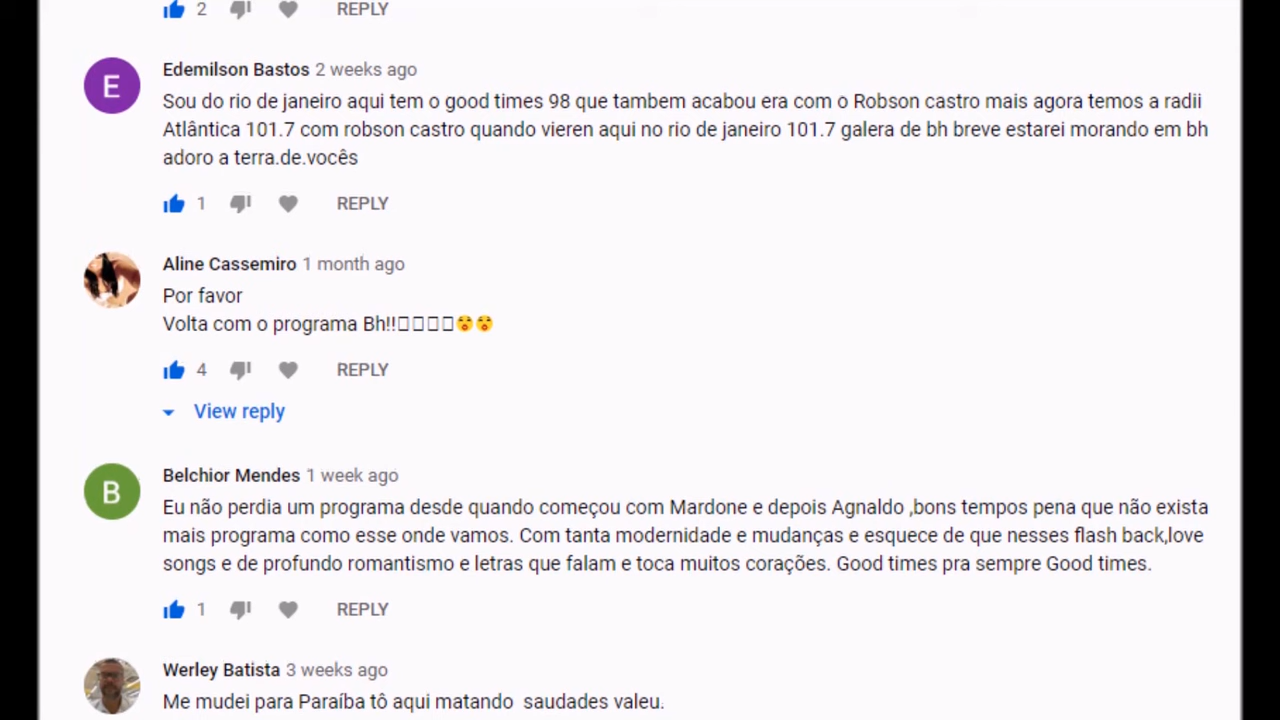 2 REPLY
E
Edemilson Bastos 2 weeks ago
Sou do rio de janeiro aqui tem o good times 98 que tambem acabou era com o Robson castro mais agora temos a radii
Atlântica 101.7 com robson castro quando vieren aqui no rio de janeiro 101.7 galera de bh breve estarei morando em bh
adoro a terra.de.vocês
1 REPLY
Aline Cassemiro 1 month ago
Por favor
Volta com o programa Bh!!□□□□😲😲
4 REPLY
View reply
B
Belchior Mendes 1 week ago
Eu não perdia um programa desde quando começou com Mardone e depois Agnaldo ,bons tempos pena que não exista
mais programa como esse onde vamos. Com tanta modernidade e mudanças e esquece de que nesses flash back,love
songs e de profundo romantismo e letras que falam e toca muitos corações. Good times pra sempre Good times.
1 REPLY
Werley Batista 3 weeks ago
Me mudei para Paraíba tô aqui matando  saudades valeu.